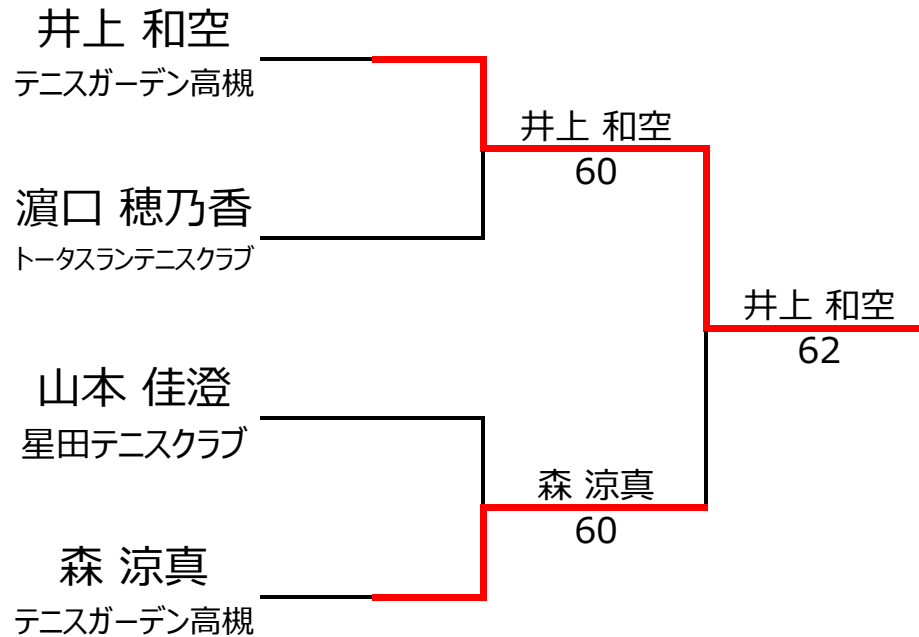 井上 和空
テニスガーデン高槻
濵口 穂乃香
トータスランテニスクラブ
山本 佳澄
星田テニスクラブ
森 涼真
テニスガーデン高槻
井上 和空
60
森 涼真
60
井上 和空
62